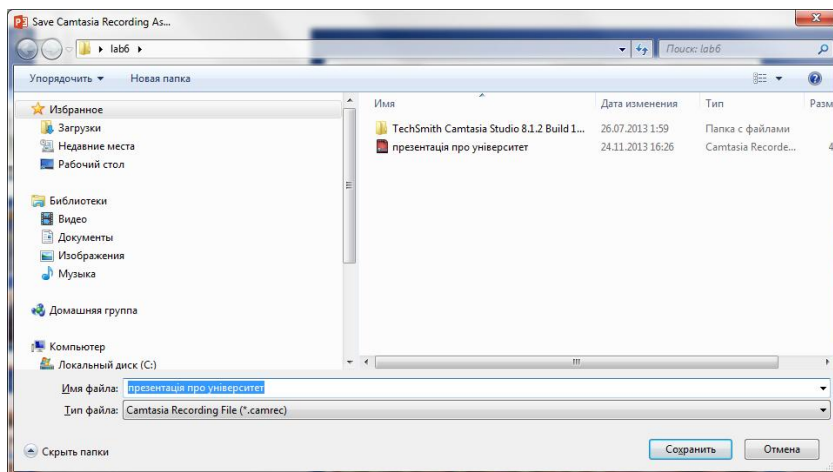 Save Camtasia Recording As...
lab6
Поиск: lab6
Упорядочить Новая папка
Имя Дата изменения Тип Разм
Избранное
Загрузки
Недавние места
Рабочий стол
TechSmith Camtasia Studio 8.1.2 Build 1... 26.07.2013 1:59 Папка с файлами
презентація про університет 24.11.2013 16:26 Camtasia Recorde... 4
Библиотеки
Видео
Документы
Изображения
Музыка
Домашняя группа
Компьютер
Локальный диск (C:)
Имя файла: презентація про університет
Тип файла: Camtasia Recording File (*.camrec)
Скрыть папки Сохранить Отмена